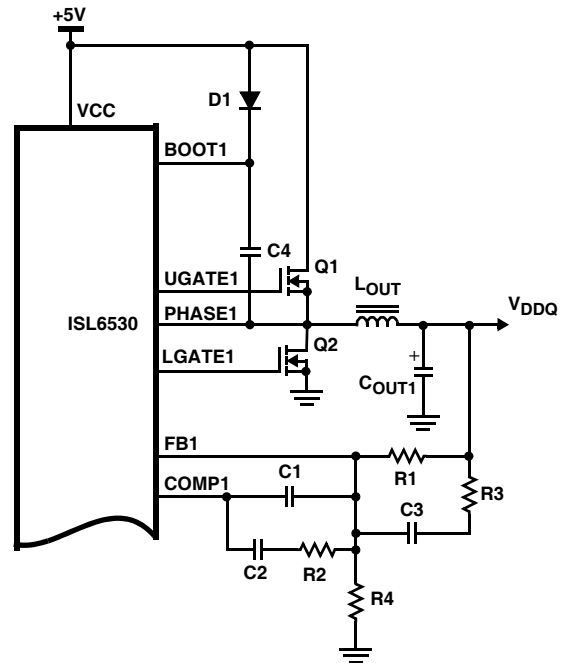 +5V
VCC
D1
BOOT1
C4
Q1
UGATE1
LOUT
VDDQ
ISL6530
PHASE1
Q2
LGATE1
+
COUT1
FB1
R1
C1
COMP1
R3
C3
C2
R2
R4